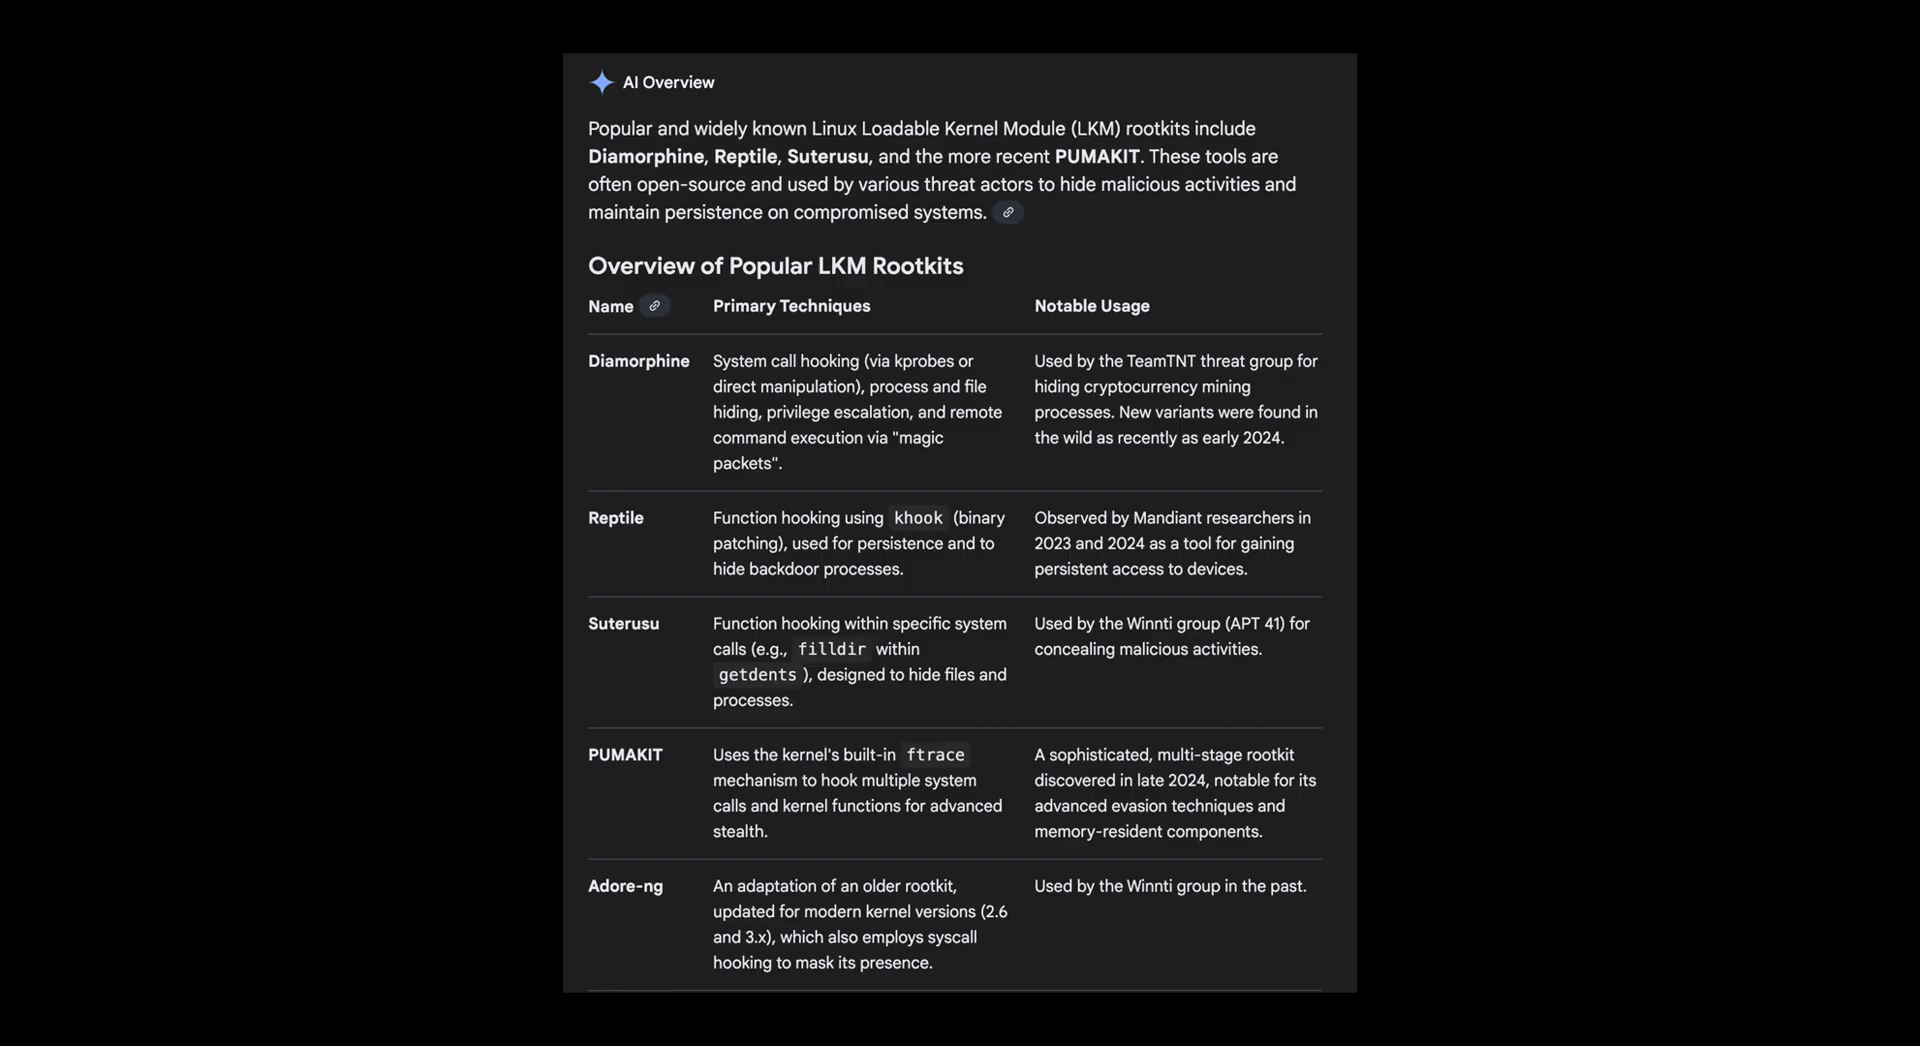 AI Overview
Popular and widely known Linux Loadable Kernel Module (LKM) rootkits include
Diamorphine, Reptile, Suterusu, and the more recent PUMAKIT. These tools are
often open-source and used by various threat actors to hide malicious activities and
maintain persistence on compromised systems.
Overview of Popular LKM Rootkits
Name
Primary Techniques
Notable Usage
Diamorphine
System call hooking (via kprobes or
direct manipulation), process and file
hiding, privilege escalation, and remote
command execution via "magic
packets".
Used by the TeamTNT threat group for
hiding cryptocurrency mining
processes. New variants were found in
the wild as recently as early 2024.
Reptile
Function hooking using khook (binary
patching), used for persistence and to
hide backdoor processes.
Observed by Mandiant researchers in
2023 and 2024 as a tool for gaining
persistent access to devices.
Suterusu
Function hooking within specific system
calls (e.g., filldir within
getdents ), designed to hide files and
processes.
Used by the Winnti group (APT 41) for
concealing malicious activities.
PUMAKIT
Uses the kernel's built-in ftrace
mechanism to hook multiple system
calls and kernel functions for advanced
stealth.
A sophisticated, multi-stage rootkit
discovered in late 2024, notable for its
advanced evasion techniques and
memory-resident components.
Adore-ng
An adaptation of an older rootkit,
updated for modern kernel versions (2.6
and 3.x), which also employs syscall
hooking to mask its presence.
Used by the Winnti group in the past.